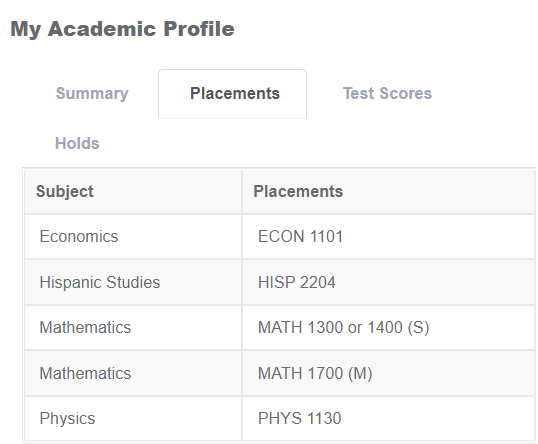 My Academic Profile
Summary Placements Test Scores
Holds
Subject Placements
Economics ECON 1101
Hispanic Studies HISP 2204
Mathematics MATH 1300 or 1400 (S)
Mathematics MATH 1700 (M)
Physics PHYS 1130